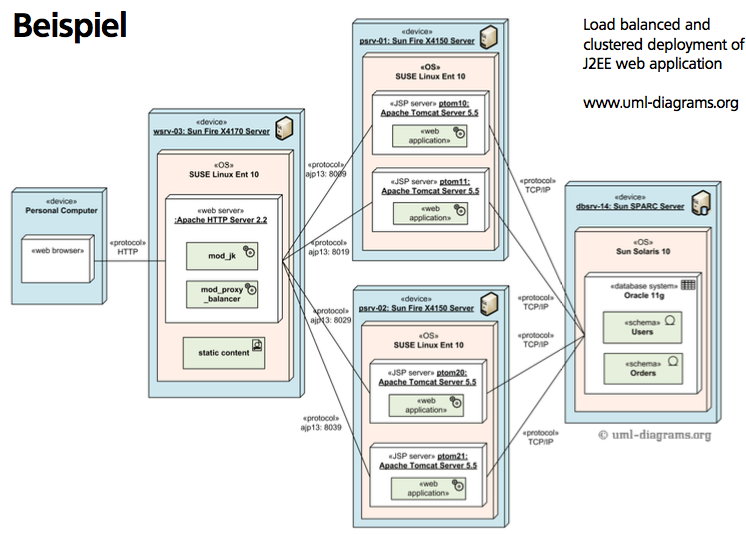 Beispiel
Load balanced and
clustered deployment of
J2EE web application
www.uml-diagrams.org
«device»
Personal Computer
«web browser»
«protocol»
HTTP
«device»
wsrv-03: Sun Fire X4170 Server
«OS»
SUSE Linux Ent 10
«web server»
:Apache HTTP Server 2.2
mod_jk
mod_proxy
_balancer
static content
«protocol»
ajp13: 8009
«protocol»
ajp13: 8019
«protocol»
ajp13: 8029
«protocol»
ajp13: 8039
«device»
psrv-01: Sun Fire X4150 Server
«OS»
SUSE Linux Ent 10
«JSP server» ptom10:
Apache Tomcat Server 5.5
«web
application»
«JSP server» ptom11:
Apache Tomcat Server 5.5
«web
application»
«device»
psrv-02: Sun Fire X4150 Server
«OS»
SUSE Linux Ent 10
«JSP server» ptom20:
Apache Tomcat Server 5.5
«web
application»
«JSP server» ptom21:
Apache Tomcat Server 5.5
«web
application»
«protocol»
TCP/IP
«protocol»
TCP/IP
«protocol»
TCP/IP
«protocol»
TCP/IP
«device»
dbsrv-14: Sun SPARC Server
«OS»
Sun Solaris 10
«database system»
Oracle 11g
«schema»
Users
«schema»
Orders
© uml-diagrams.org